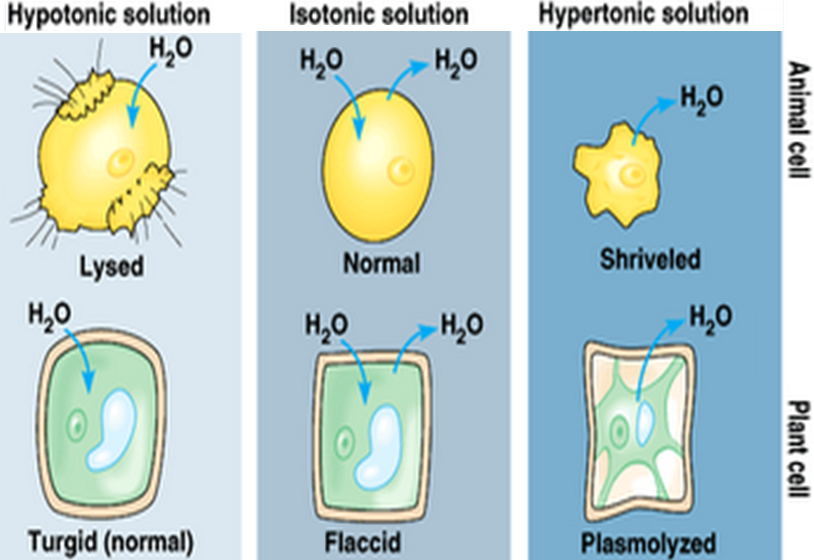 Hypotonic solution
Isotonic solution
Hypertonic solution
H₂O
H₂O
H₂O
H₂O
Animal cell
Lysed
Normal
Shriveled
H₂O
H₂O
H₂O
H₂O
Plant cell
Turgid (normal)
Flaccid
Plasmolyzed